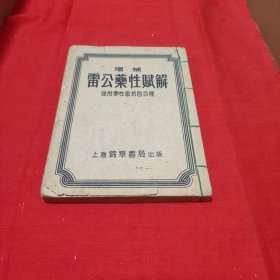 增補
雷公藥性賦解
後附藥性歌括四百種
上海錦章書局出版